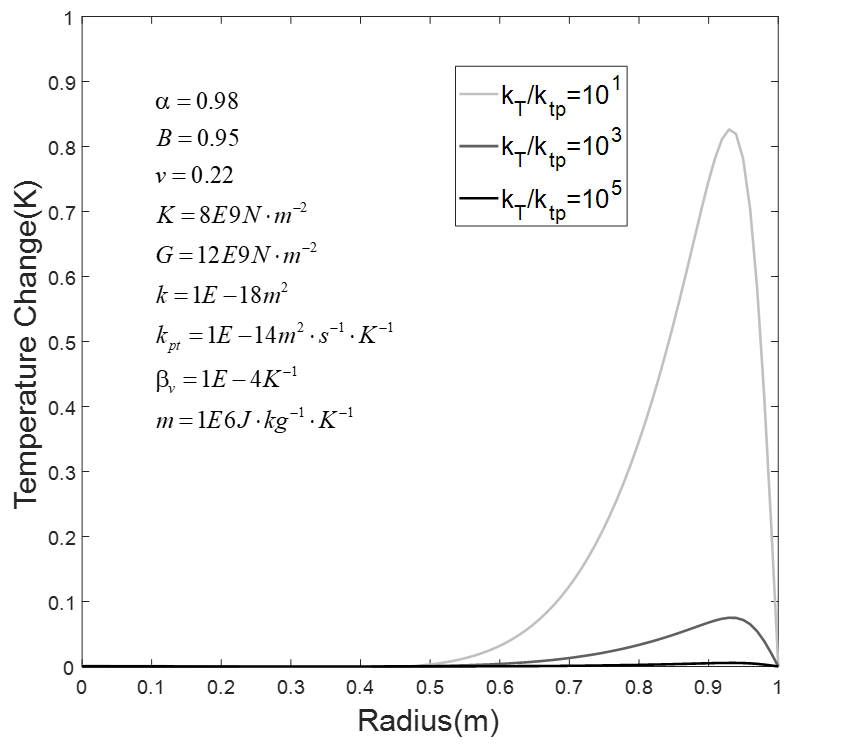 1
0.9
0.8
0.7
0.6
0.5
0.4
0.3
0.2
0.1
0
Temperature Change(K)
α = 0.98
B = 0.95
v = 0.22
K = 8E9N·m⁻²
G = 12E9N·m⁻²
k = 1E −18m²
kₚₜ = 1E −14m²·s⁻¹·K⁻¹
βᵥ = 1E − 4K⁻¹
m = 1E6J·kg⁻¹·K⁻¹
k_T/k_tp=10¹
k_T/k_tp=10³
k_T/k_tp=10⁵
0 0.1 0.2 0.3 0.4 0.5 0.6 0.7 0.8 0.9 1
Radius(m)